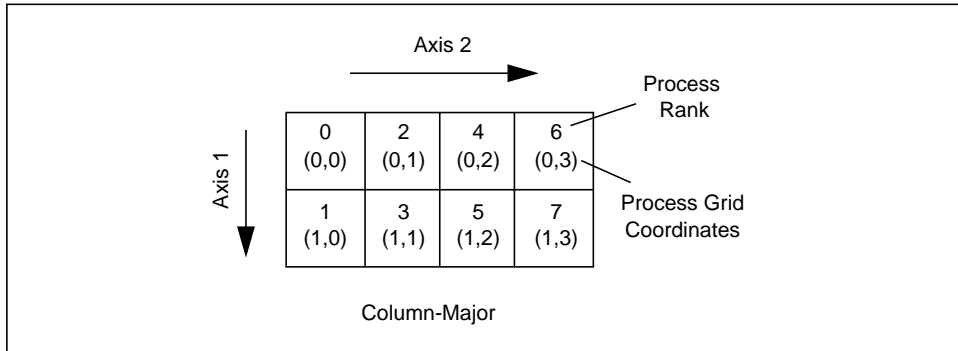 Axis 2
Process
Rank
Axis 1
0
(0,0)
2
(0,1)
4
(0,2)
6
(0,3)
1
(1,0)
3
(1,1)
5
(1,2)
7
(1,3)
Process Grid
Coordinates
Column-Major